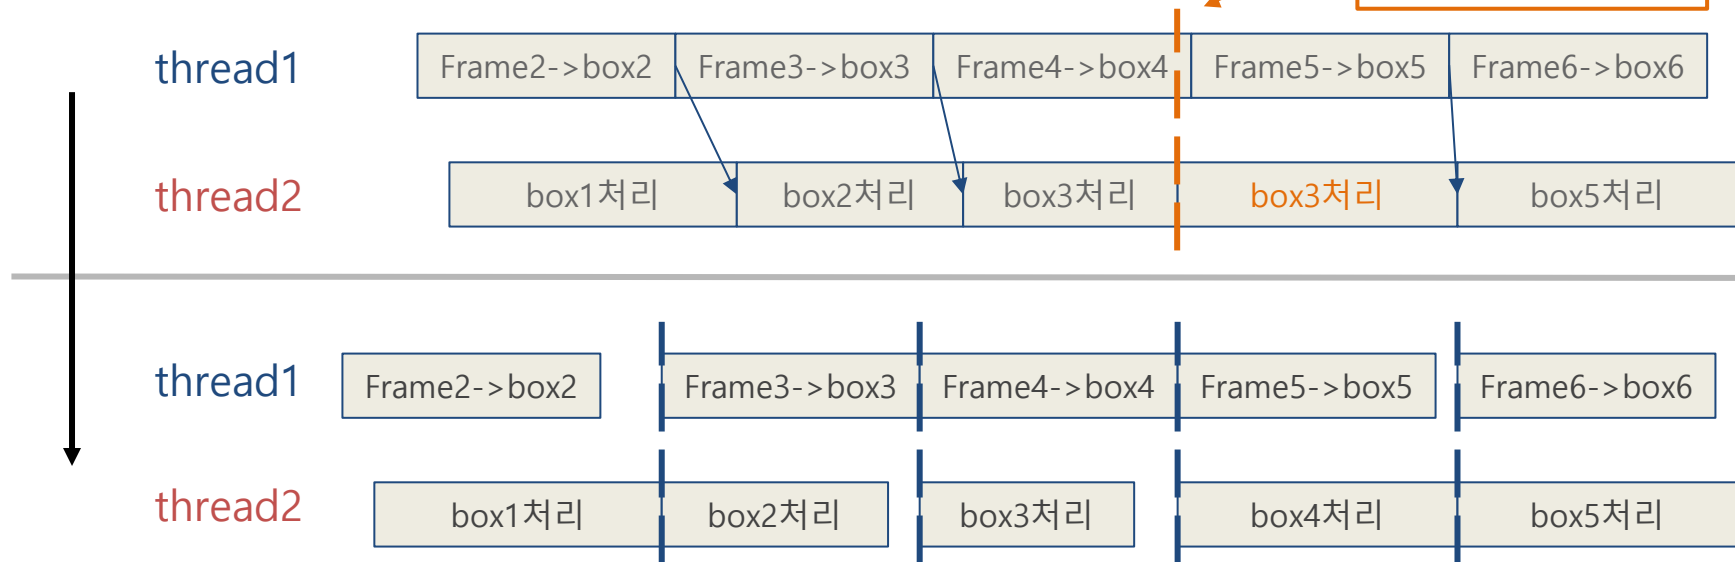 thread1
Frame2->box2 Frame3->box3 Frame4->box4 Frame5->box5 Frame6->box6
thread2
box1처리 box2처리 box3처리 box3처리 box5처리
thread1
Frame2->box2 Frame3->box3 Frame4->box4 Frame5->box5 Frame6->box6
thread2
box1처리 box2처리 box3처리 box4처리 box5처리